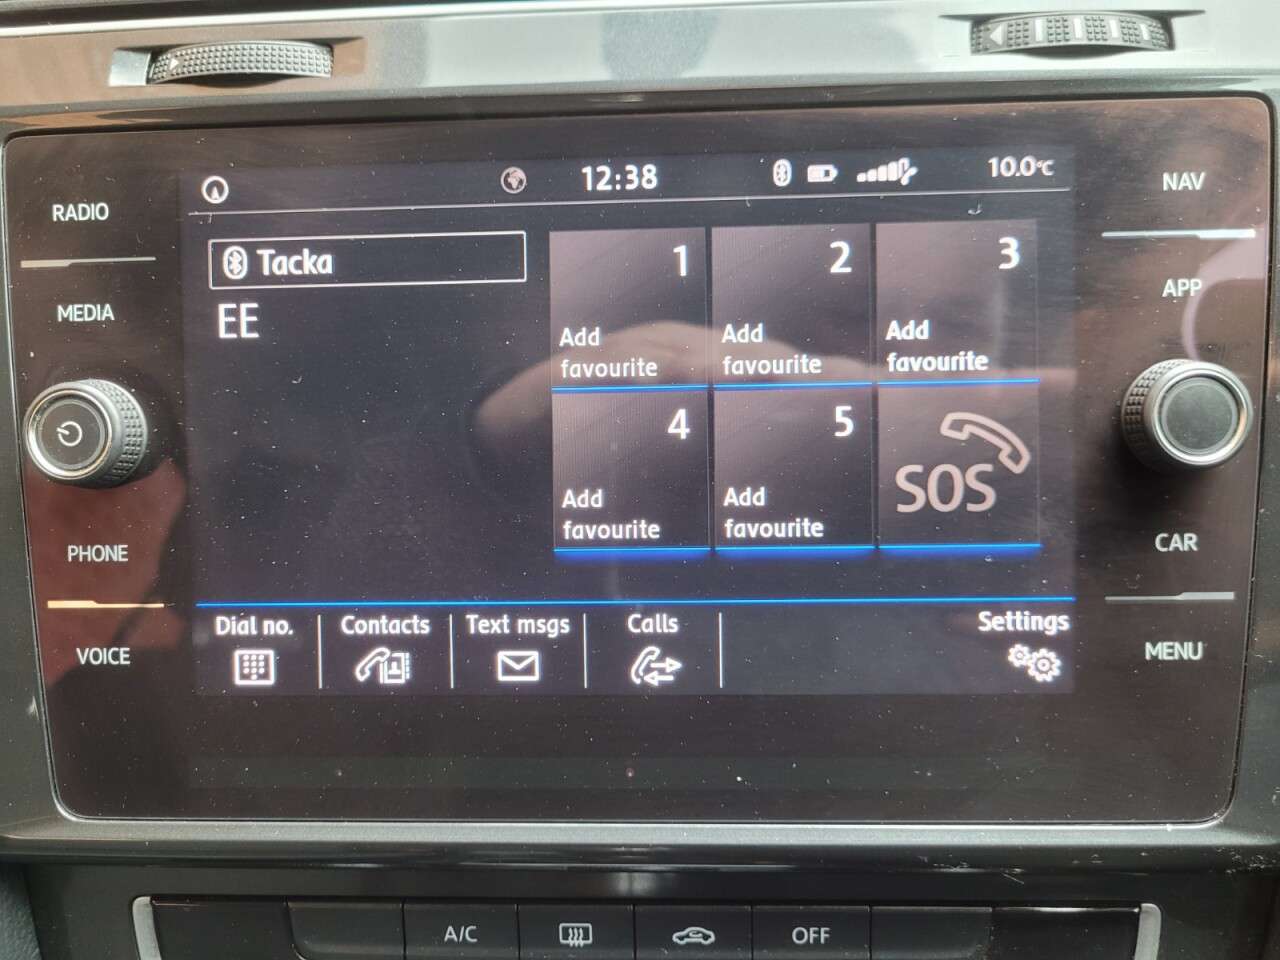 12:38
10.0°C
RADIO
MEDIA
PHONE
VOICE
Tacka
EE
1
Add
favourite
2
Add
favourite
3
Add
favourite
4
Add
favourite
5
Add
favourite
SOS
Dial no.
Contacts
Text msgs
Calls
Settings
NAV
APP
CAR
MENU
A/C
OFF